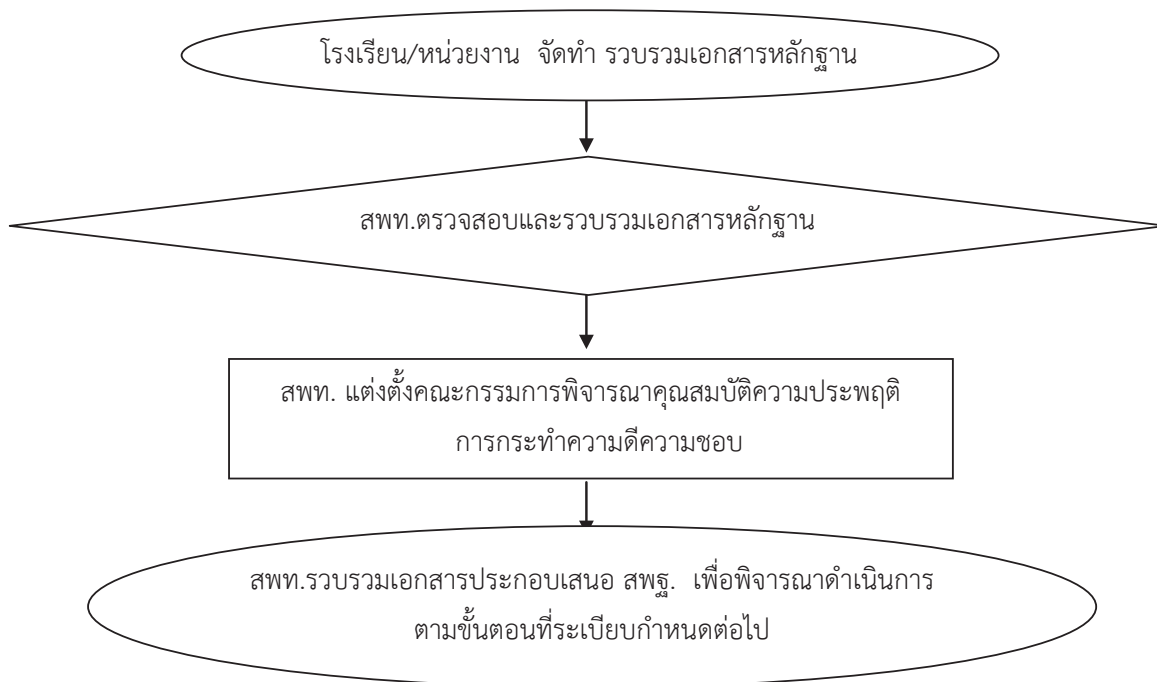 โรงเรียน/หน่วยงาน  จัดทำ รวบรวมเอกสารหลักฐาน
สพท.ตรวจสอบและรวบรวมเอกสารหลักฐาน
สพท. แต่งตั้งคณะกรรมการพิจารณาคุณสมบัติความประพฤติ
การกระทำความดีความชอบ
สพท.รวบรวมเอกสารประกอบเสนอ สพฐ.  เพื่อพิจารณาดำเนินการ
ตามขั้นตอนที่ระเบียบกำหนดต่อไป